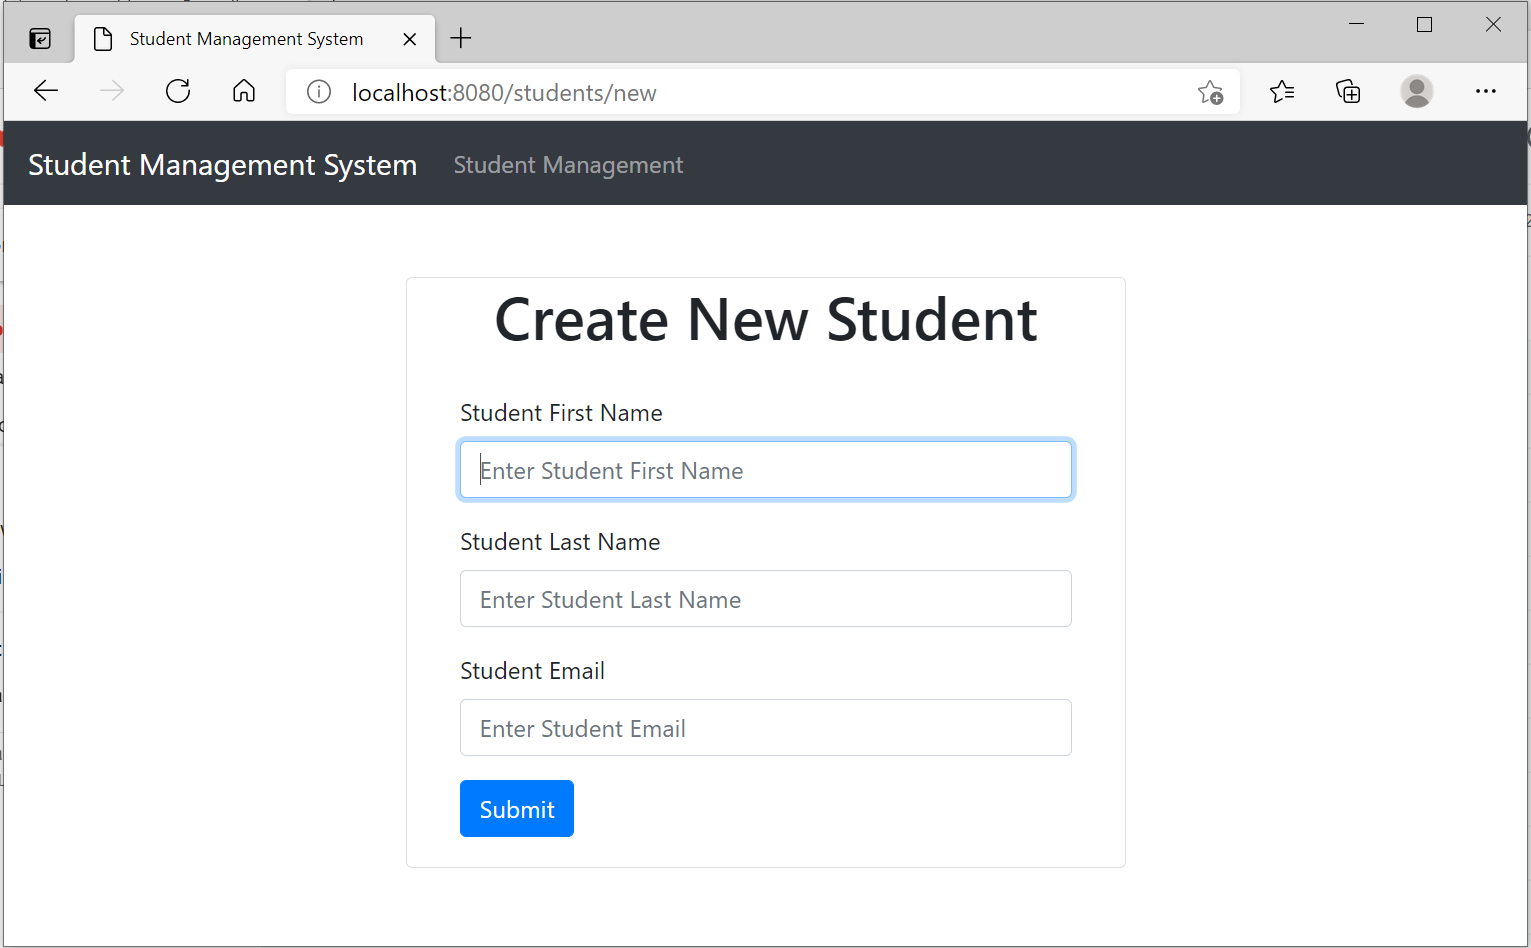 Student Management System
localhost:8080/students/new
Student Management System Student Management
Create New Student
Student First Name
Enter Student First Name
Student Last Name
Enter Student Last Name
Student Email
Enter Student Email
Submit